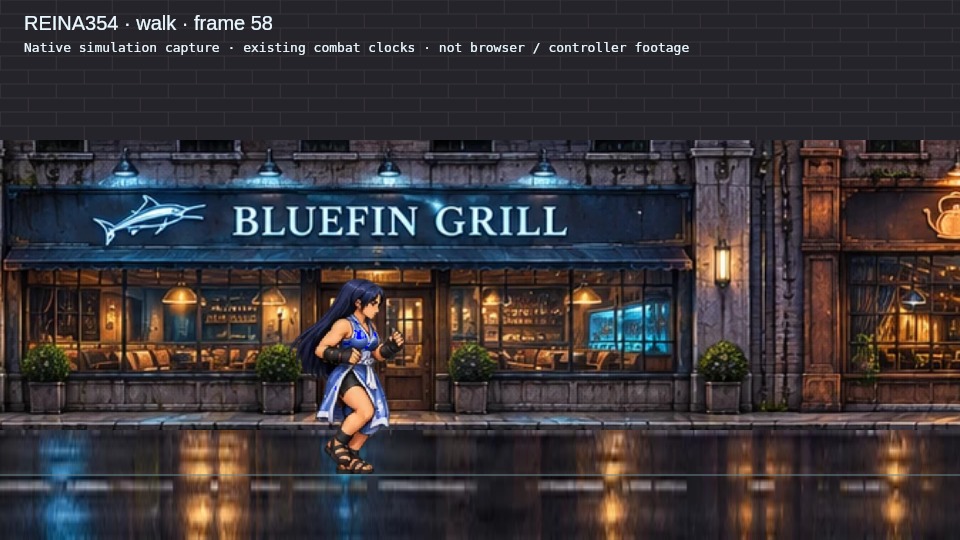 REINA354 · walk · frame 58
Native simulation capture · existing combat clocks · not browser / controller footage
BLUEFIN GRILL